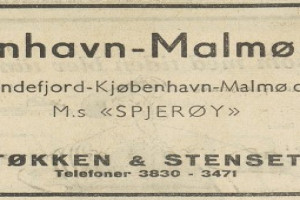 nhavn-Malmø
ndefjord-Kjøbenhavn-Malmø
M.s «SPJERØY»
TØKKEN & STENSET
Telefoner 3830 - 3471